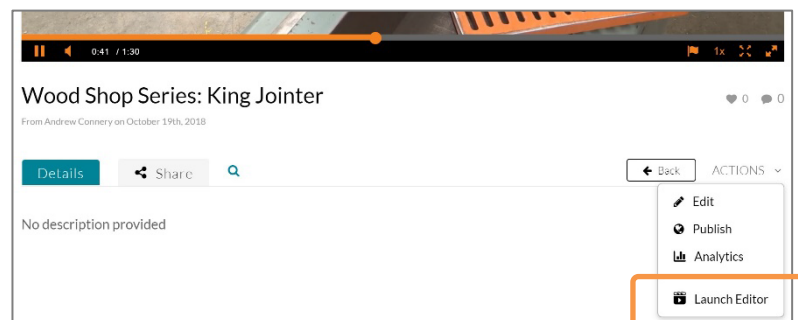 0:41 / 1:30 1x
Wood Shop Series: King Jointer
0 0
From Andrew Connery on October 19th, 2018
Details Share Back ACTIONS
Edit
No description provided
Publish
Analytics
Launch Editor